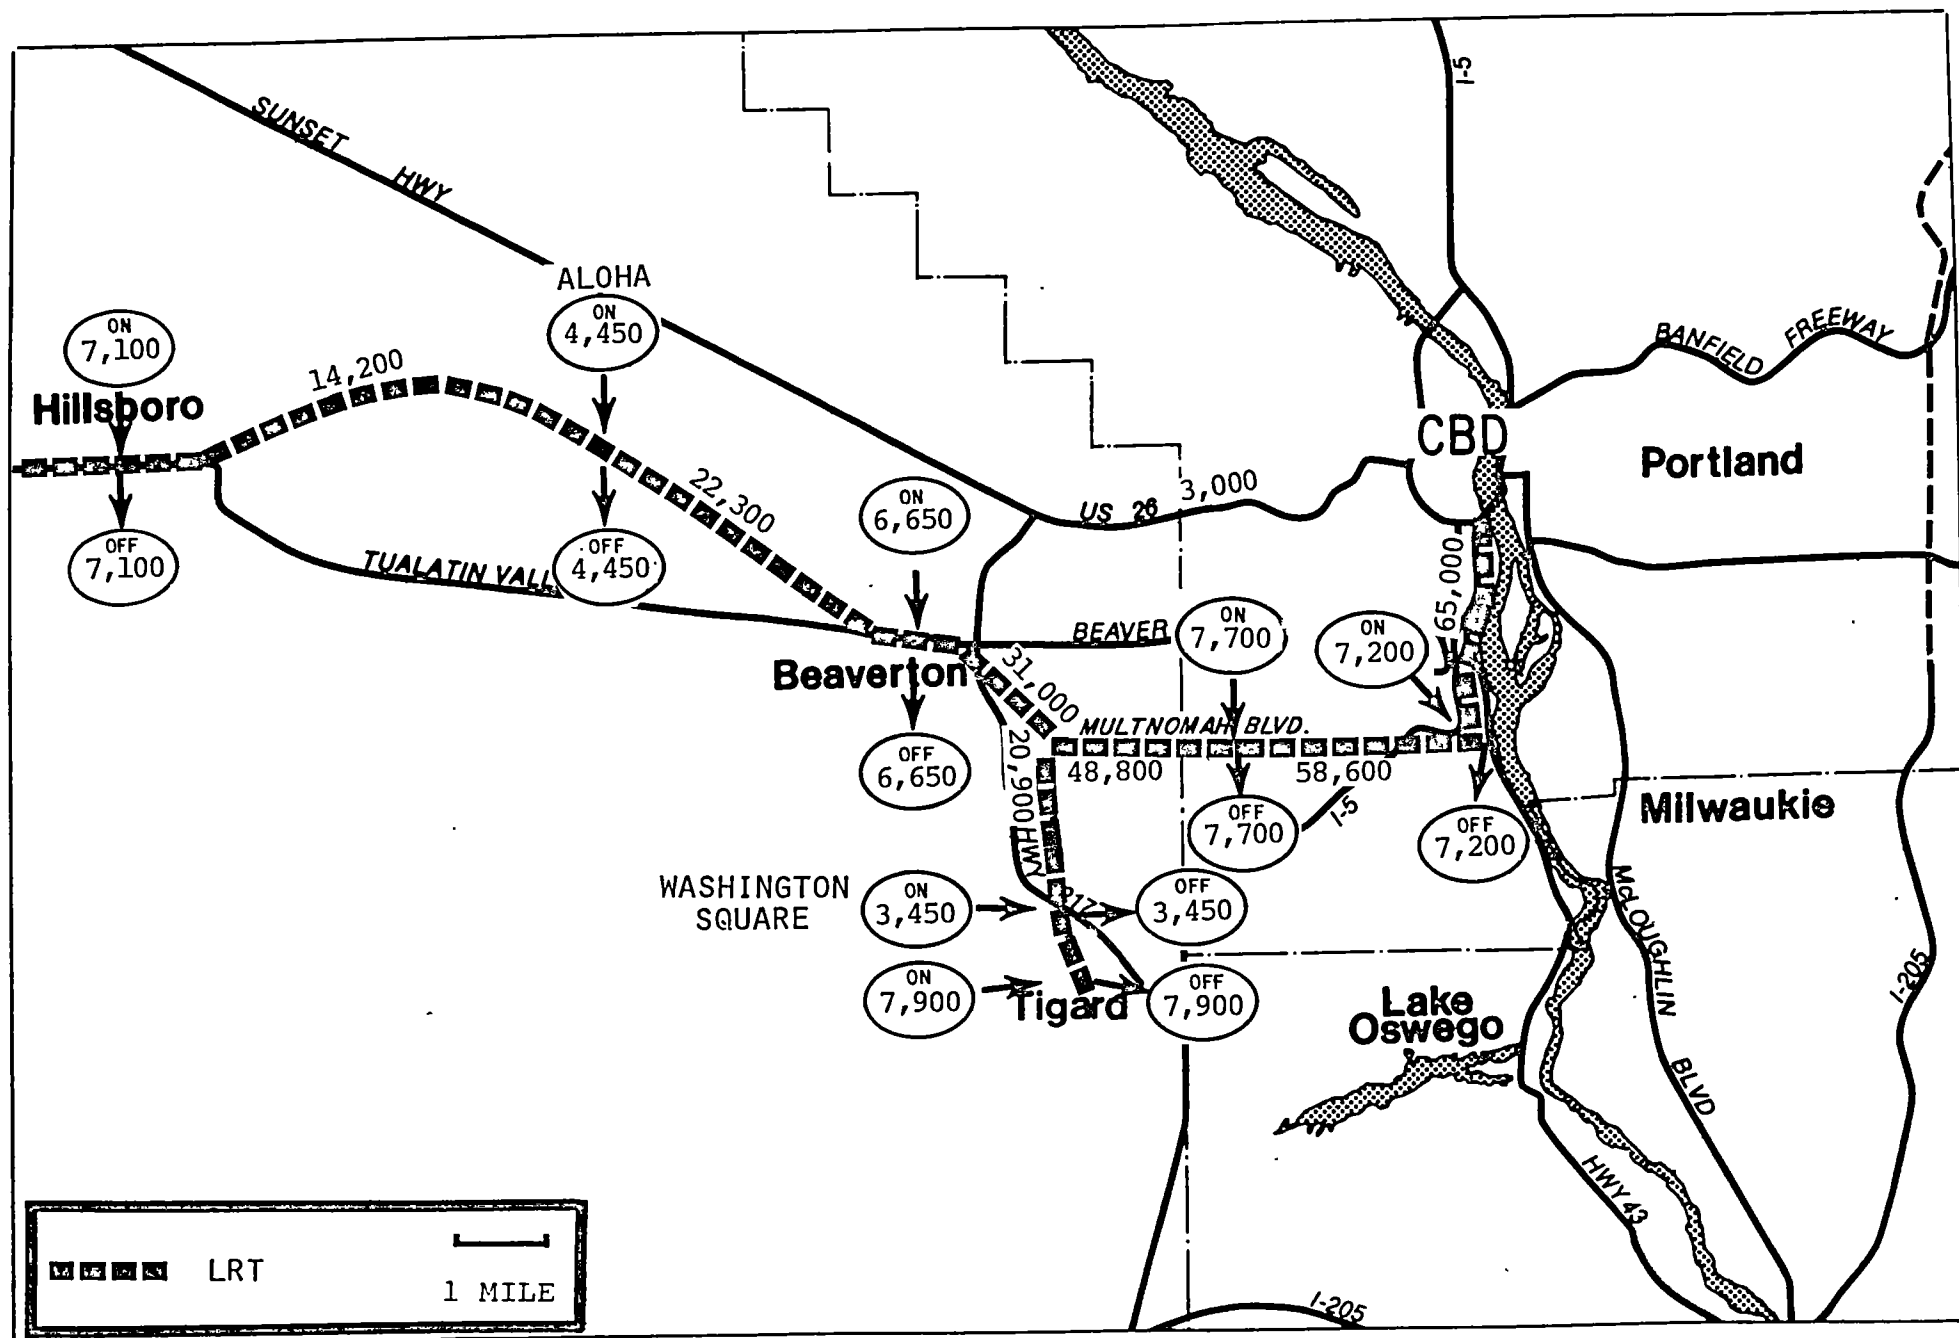 I-5
SUNSET HWY
ALOHA
ON
7,100
ON
4,450
14,200
Hillsboro
BANFIELD FREEWAY
CBD
Portland
22,300
ON
6,650
US 26
3,000
OFF
7,100
TUALATIN VALL
OFF
4,450
65,000
BEAVER
ON
7,700
ON
7,200
Beaverton
31,000
MULTNOMAH BLVD.
48,800
58,600
20,900
HWY
217
OFF
6,650
OFF
7,700
I-5
OFF
7,200
Milwaukie
WASHINGTON
SQUARE
ON
3,450
OFF
3,450
McLOUGHLIN BLVD
I-205
ON
7,900
Tigard
OFF
7,900
Lake
Oswego
HWY 43
LRT
1 MILE
I-205